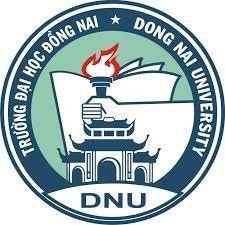 TRƯỜNG ĐẠI HỌC ĐỒNG NAI
DONG NAI UNIVERSITY
DNU